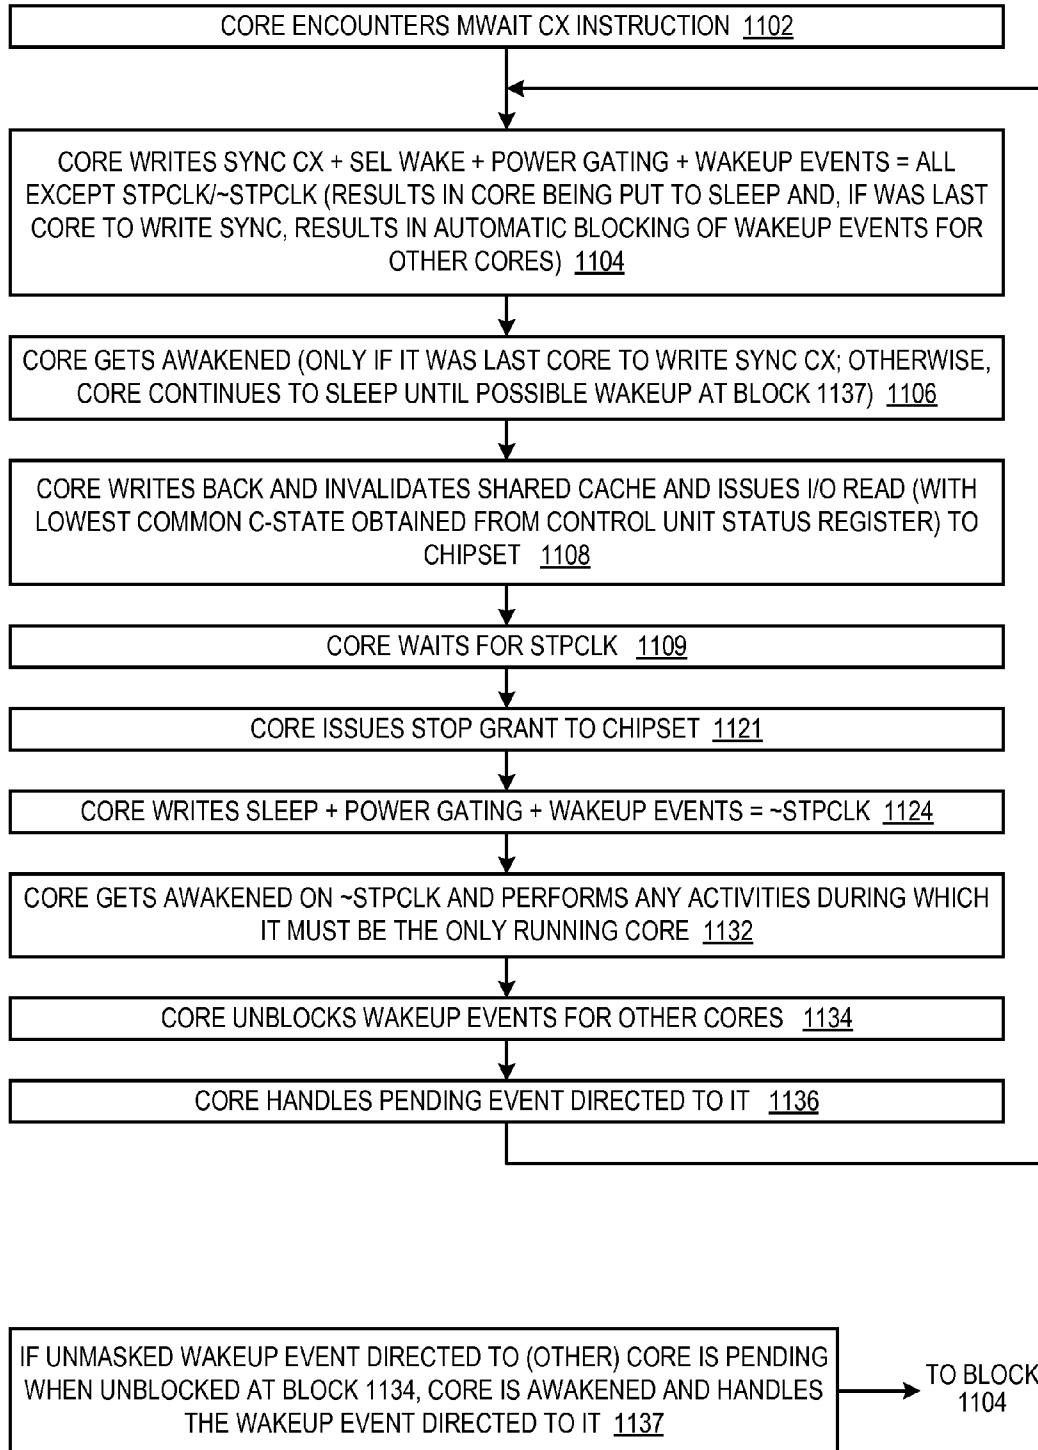 CORE ENCOUNTERS MWAIT CX INSTRUCTION 1102
CORE WRITES SYNC CX + SEL WAKE + POWER GATING + WAKEUP EVENTS = ALL
EXCEPT STPCLK/~STPCLK (RESULTS IN CORE BEING PUT TO SLEEP AND, IF WAS LAST
CORE TO WRITE SYNC, RESULTS IN AUTOMATIC BLOCKING OF WAKEUP EVENTS FOR
OTHER CORES) 1104
CORE GETS AWAKENED (ONLY IF IT WAS LAST CORE TO WRITE SYNC CX; OTHERWISE,
CORE CONTINUES TO SLEEP UNTIL POSSIBLE WAKEUP AT BLOCK 1137) 1106
CORE WRITES BACK AND INVALIDATES SHARED CACHE AND ISSUES I/O READ (WITH
LOWEST COMMON C-STATE OBTAINED FROM CONTROL UNIT STATUS REGISTER) TO
CHIPSET 1108
CORE WAITS FOR STPCLK 1109
CORE ISSUES STOP GRANT TO CHIPSET 1121
CORE WRITES SLEEP + POWER GATING + WAKEUP EVENTS = ~STPCLK 1124
CORE GETS AWAKENED ON ~STPCLK AND PERFORMS ANY ACTIVITIES DURING WHICH
IT MUST BE THE ONLY RUNNING CORE 1132
CORE UNBLOCKS WAKEUP EVENTS FOR OTHER CORES 1134
CORE HANDLES PENDING EVENT DIRECTED TO IT 1136
IF UNMASKED WAKEUP EVENT DIRECTED TO (OTHER) CORE IS PENDING
WHEN UNBLOCKED AT BLOCK 1134, CORE IS AWAKENED AND HANDLES
THE WAKEUP EVENT DIRECTED TO IT 1137
TO BLOCK
1104